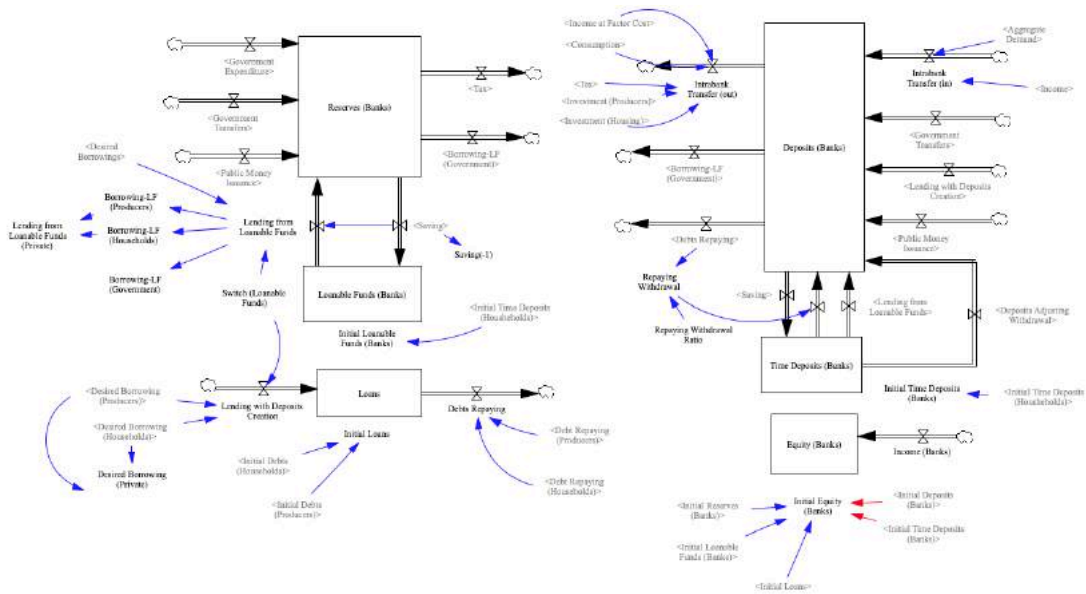 <Government
Expenditure>
<Government
Transfers>
<Public Money
Issuance>
Reserves (Banks)
<Tax>
<Borrowing-LF
(Government)>
<Desired
Borrowings>
Borrowing-LF
(Producers)
Lending from
Loanable Funds
(Private)
Borrowing-LF
(Households)
Lending from
Loanable Funds
<Saving>
Saving(-1)
Borrowing-LF
(Government)
Switch (Loanable
Funds)
Loanable Funds (Banks)
Initial Loanable
Funds (Banks)
<Initial Time Deposits
(Households)>
<Desired Borrowing
(Producers)>
Lending with Deposits
Creation
Loans
Debts Repaying
<Desired Borrowing
(Households)>
Desired Borrowing
(Private)
Initial Loans
<Initial Debts
(Households)>
<Initial Debts
(Producers)>
<Debt Repaying
(Producers)>
<Debt Repaying
(Households)>
<Income at Factor Cost>
<Consumption>
<Tax>
<Investment (Producers)>
<Investment (Housing)>
Intrabank
Transfer (out)
<Borrowing-LF
(Government)>
<Debts Repaying>
Deposits (Banks)
<Aggregate
Demand>
Intrabank
Transfer (in)
<Income>
<Government
Transfers>
<Lending with Deposits
Creation>
<Public Money
Issuance>
Repaying
Withdrawal
Repaying Withdrawal
Ratio
<Saving>
<Lending from
Loanable Funds>
<Deposits Adjusting
Withdrawal>
Time Deposits (Banks)
Initial Time Deposits
(Banks)
<Initial Time Deposits
(Households)>
Equity (Banks)
Income (Banks)
<Initial Reserves
(Banks)>
Initial Equity
(Banks)
<Initial Deposits
(Banks)>
<Initial Time Deposits
(Banks)>
<Initial Loanable
Funds (Banks)>
<Initial Loans>